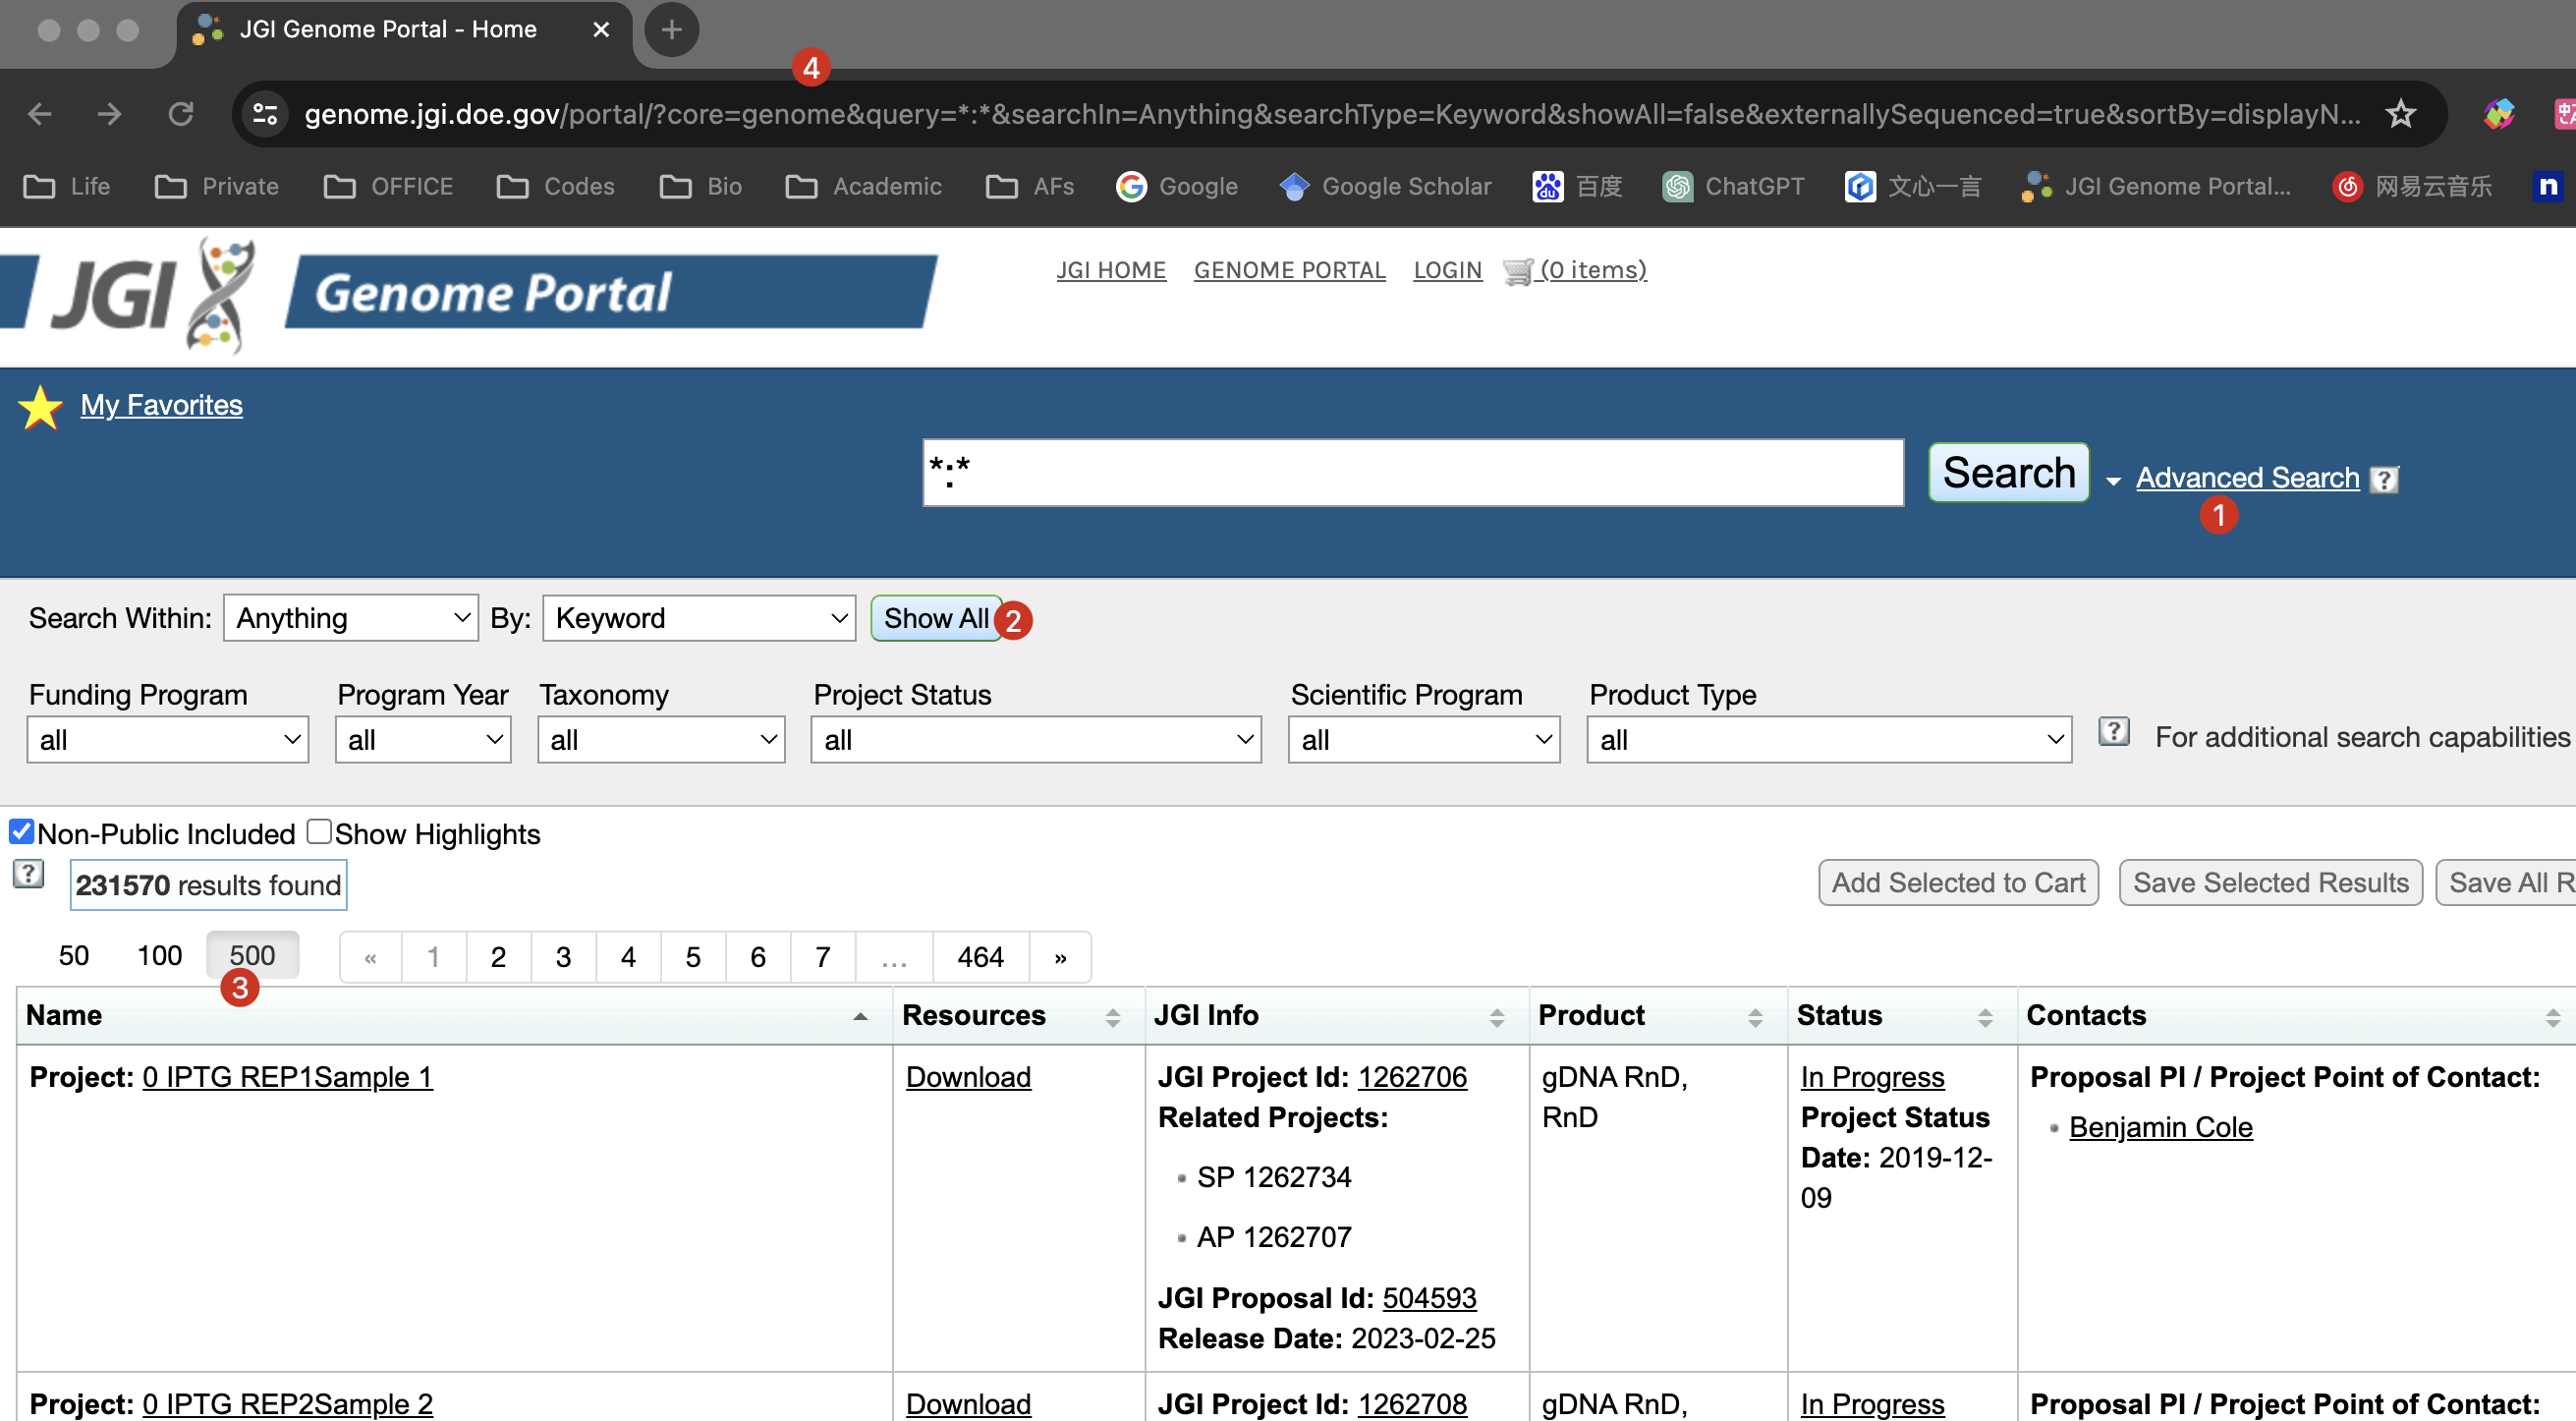 JGI Genome Portal - Home
4
genome.jgi.doe.gov/portal/?core=genome&query=*:*&searchIn=Anything&searchType=Keyword&showAll=false&externallySequenced=true&sortBy=displayN...
Life Private OFFICE Codes Bio Academic AFs Google Google Scholar 百度 ChatGPT 文心一言 JGI Genome Portal... 网易云音乐 n
JGI Genome Portal
JGI HOME GENOME PORTAL LOGIN (0 items)
My Favorites
*:* Search Advanced Search ?
1
Search Within: Anything By: Keyword Show All 2
Funding Program Program Year Taxonomy Project Status Scientific Program Product Type
all all all all all all ? For additional search capabilities
Non-Public Included Show Highlights
? 231570 results found Add Selected to Cart Save Selected Results Save All R
50 100 500 « 1 2 3 4 5 6 7 ... 464 »
3
Name Resources JGI Info Product Status Contacts
Project: 0 IPTG REP1Sample 1 Download JGI Project Id: 1262706 gDNA RnD, In Progress Proposal PI / Project Point of Contact:
Related Projects: RnD Project Status Benjamin Cole
SP 1262734 Date: 2019-12-
09
AP 1262707
JGI Proposal Id: 504593
Release Date: 2023-02-25
Project: 0 IPTG REP2Sample 2 Download JGI Project Id: 1262708 gDNA RnD, In Progress Proposal PI / Project Point of Contact: